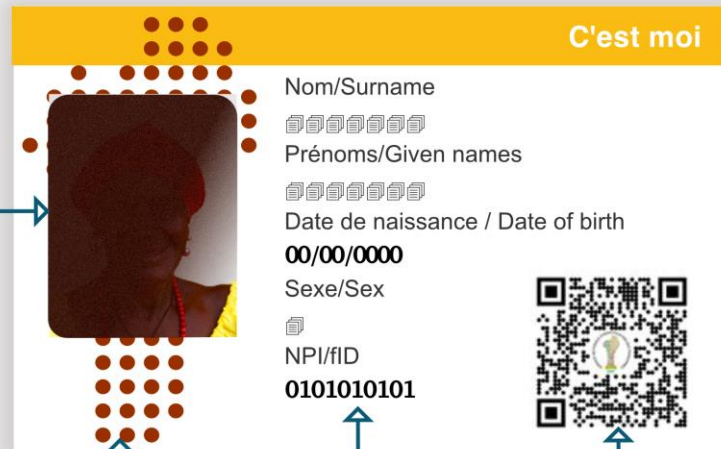 C'est moi
Nom/Surname
Prénoms/Given names
Date de naissance / Date of birth
00/00/0000
Sexe/Sex
NPI/fID
0101010101